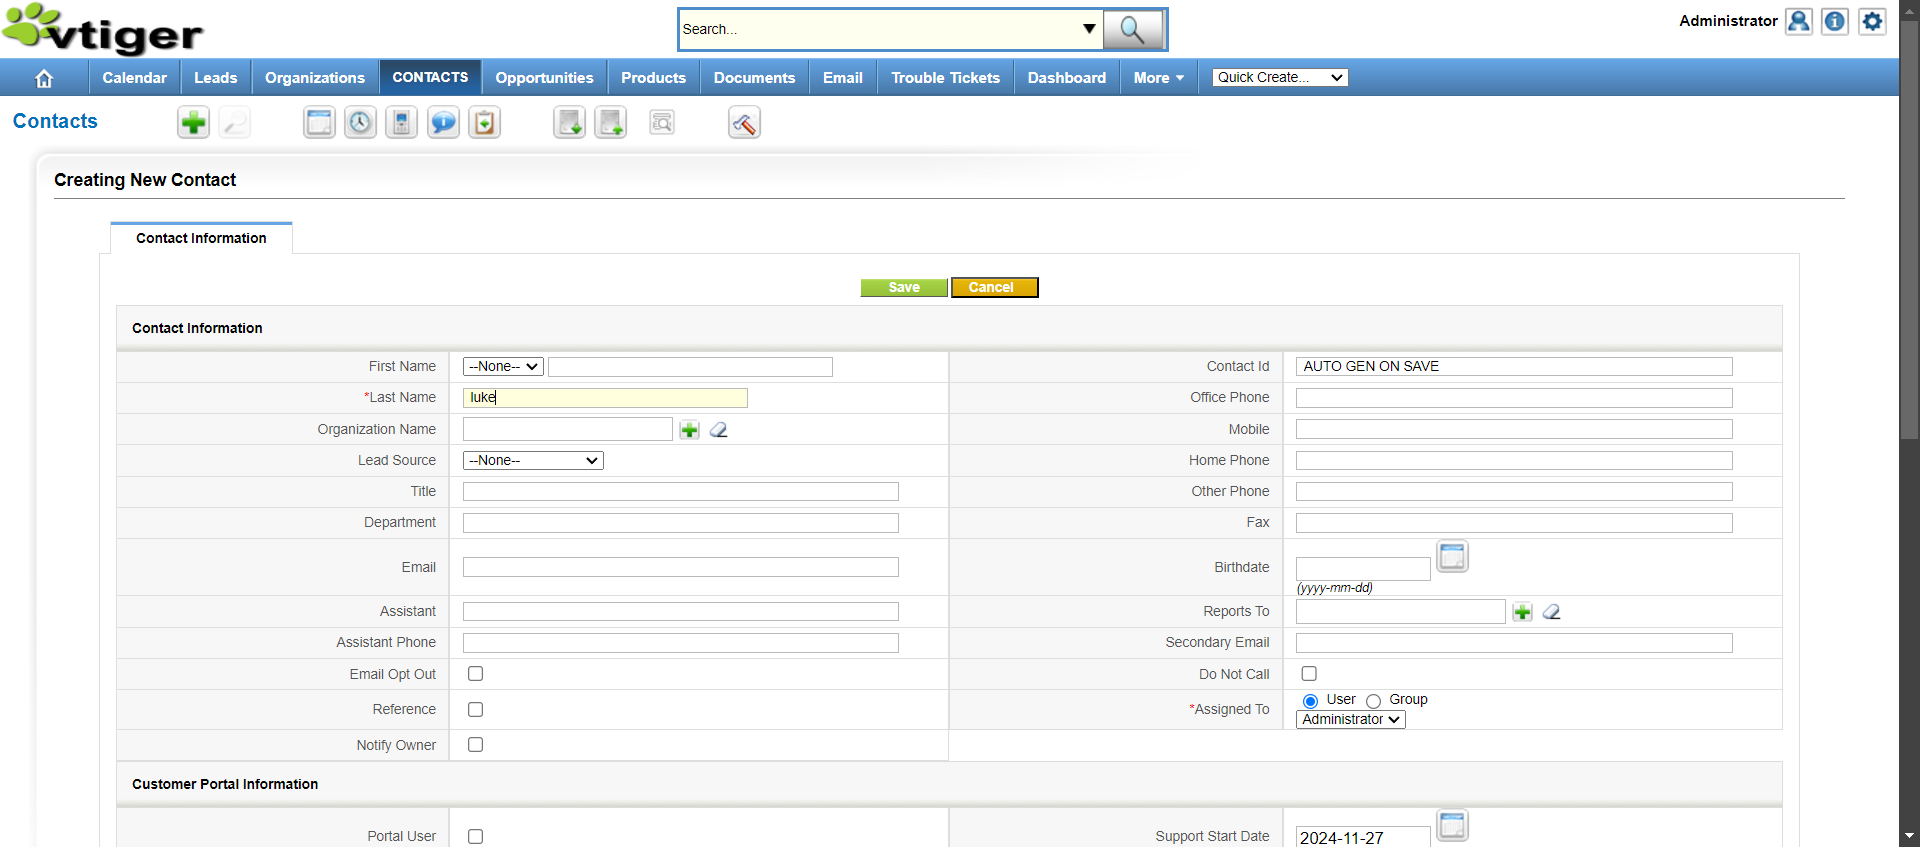 vtiger
Search...
Administrator
Calendar Leads Organizations CONTACTS Opportunities Products Documents Email Trouble Tickets Dashboard More Quick Create...
Contacts
Creating New Contact
Contact Information
Save Cancel
Contact Information
First Name --None-- Contact Id AUTO GEN ON SAVE
*Last Name luke Office Phone
Organization Name Mobile
Lead Source --None-- Home Phone
Title Other Phone
Department Fax
Email Birthdate
(yyyy-mm-dd)
Assistant Reports To
Assistant Phone Secondary Email
Email Opt Out Do Not Call
Reference *Assigned To User Group
Administrator
Notify Owner
Customer Portal Information
Portal User Support Start Date 2024-11-27